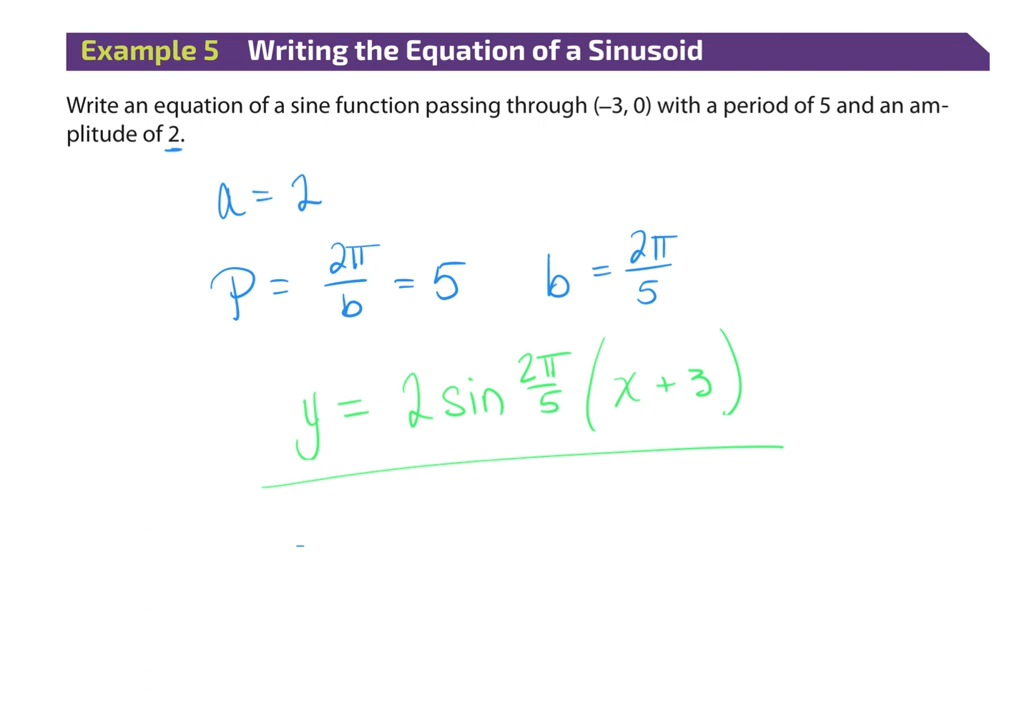 Example 5 Writing the Equation of a Sinusoid
Write an equation of a sine function passing through (–3, 0) with a period of 5 and an am-
plitude of 2.
a = 2
P = 2π/b = 5 b = 2π/5
y = 2 sin 2π/5 (x + 3)